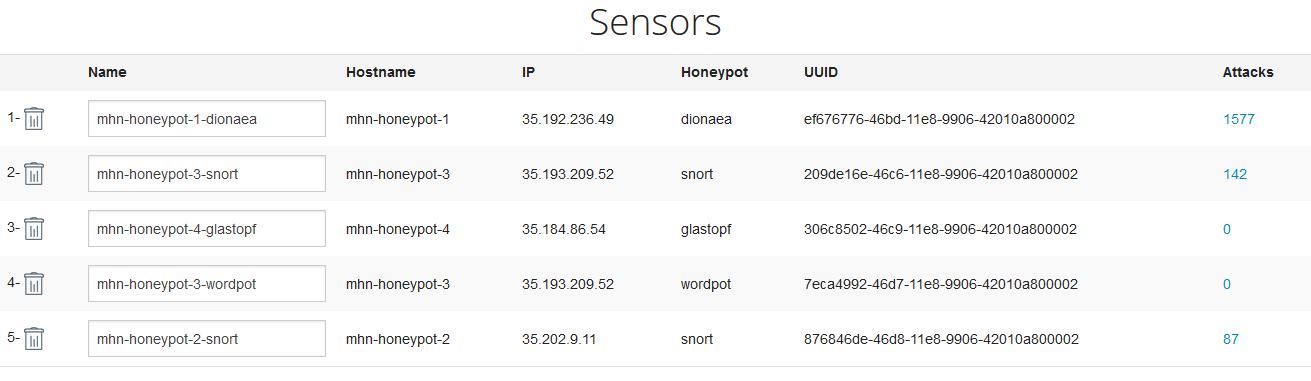 Sensors
Name Hostname IP Honeypot UUID Attacks
1- mhn-honeypot-1-dionaea mhn-honeypot-1 35.192.236.49 dionaea ef676776-46bd-11e8-9906-42010a800002 1577
2- mhn-honeypot-3-snort mhn-honeypot-3 35.193.209.52 snort 209de16e-46c6-11e8-9906-42010a800002 142
3- mhn-honeypot-4-glastopf mhn-honeypot-4 35.184.86.54 glastopf 306c8502-46c9-11e8-9906-42010a800002 0
4- mhn-honeypot-3-wordpot mhn-honeypot-3 35.193.209.52 wordpot 7eca4992-46d7-11e8-9906-42010a800002 0
5- mhn-honeypot-2-snort mhn-honeypot-2 35.202.9.11 snort 876846de-46d8-11e8-9906-42010a800002 87